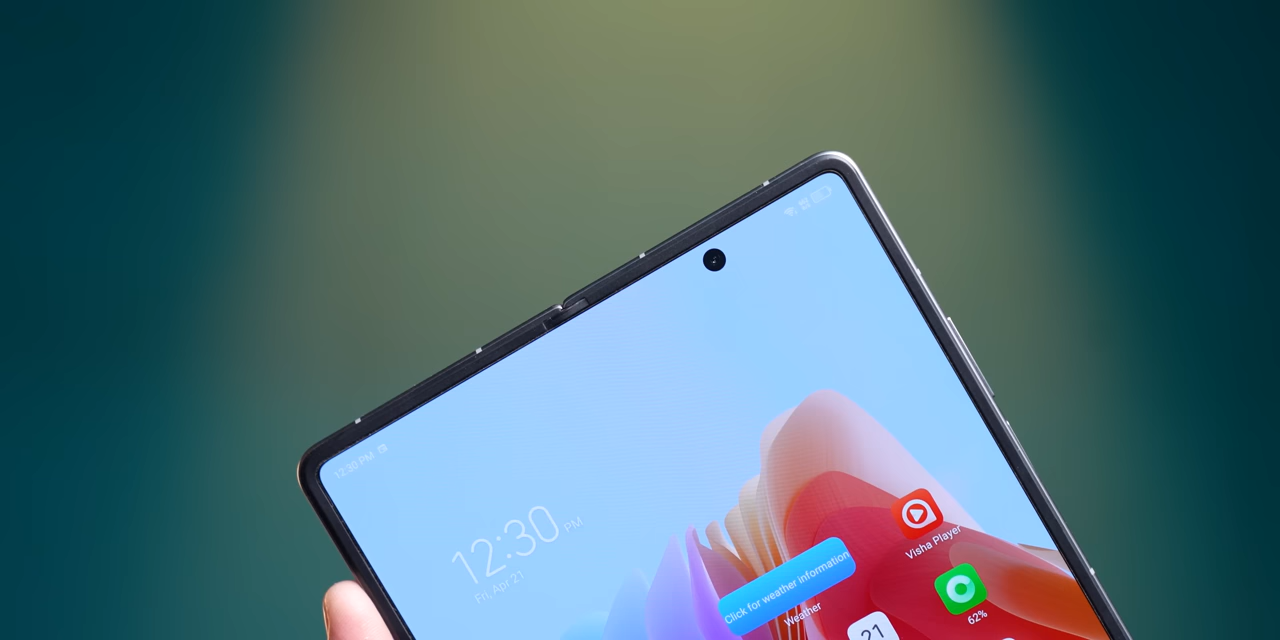 12:30 PM
12:30 PM
Fri, Apr 21
Click for weather information
Weather
Visha Player
21
62%